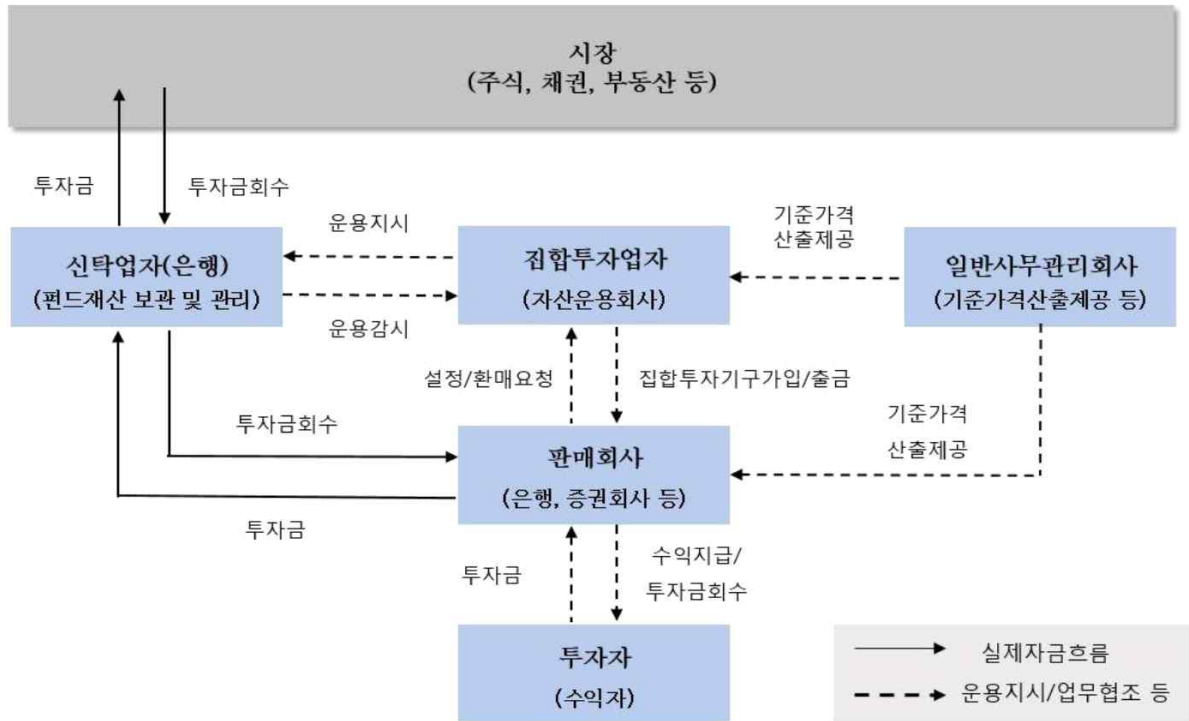 시장
(주식, 채권, 부동산 등)
투자금
투자금회수
운용지시
기준가격
산출제공
신탁업자(은행)
(펀드재산 보관 및 관리)
집합투자업자
(자산운용회사)
일반사무관리회사
(기준가격산출제공 등)
운용감시
설정/환매요청
집합투자기구가입/출금
투자금회수
기준가격
산출제공
판매회사
(은행, 증권회사 등)
투자금
투자금
수익지급/
투자금회수
투자자
(수익자)
실제자금흐름
운용지시/업무협조 등